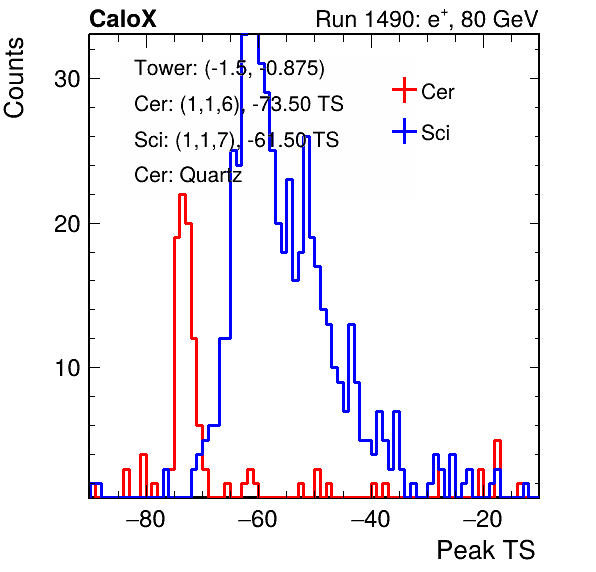 CaloX
Run 1490: e⁺, 80 GeV
Counts
Tower: (-1.5, -0.875)
Cer: (1,1,6), -73.50 TS
Sci: (1,1,7), -61.50 TS
Cer: Quartz
Cer
Sci
30
20
10
−80
−60
−40
−20
Peak TS